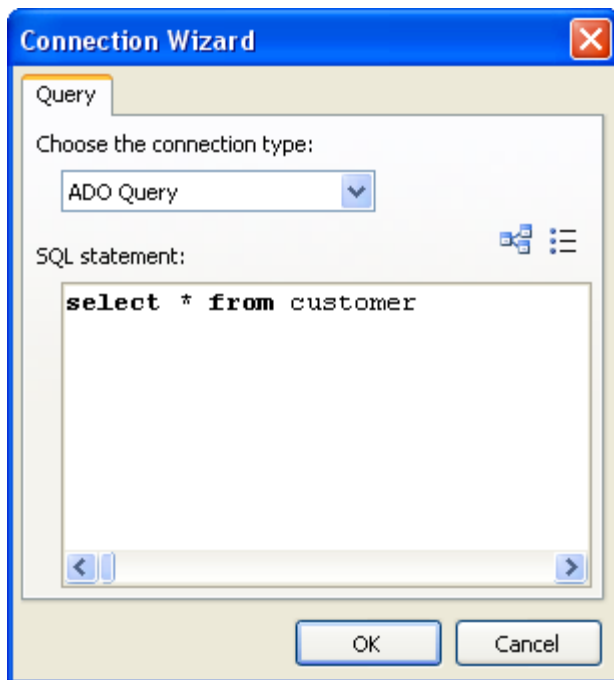 Connection Wizard
Query
Choose the connection type:
ADO Query
SQL statement:
select * from customer
OK
Cancel